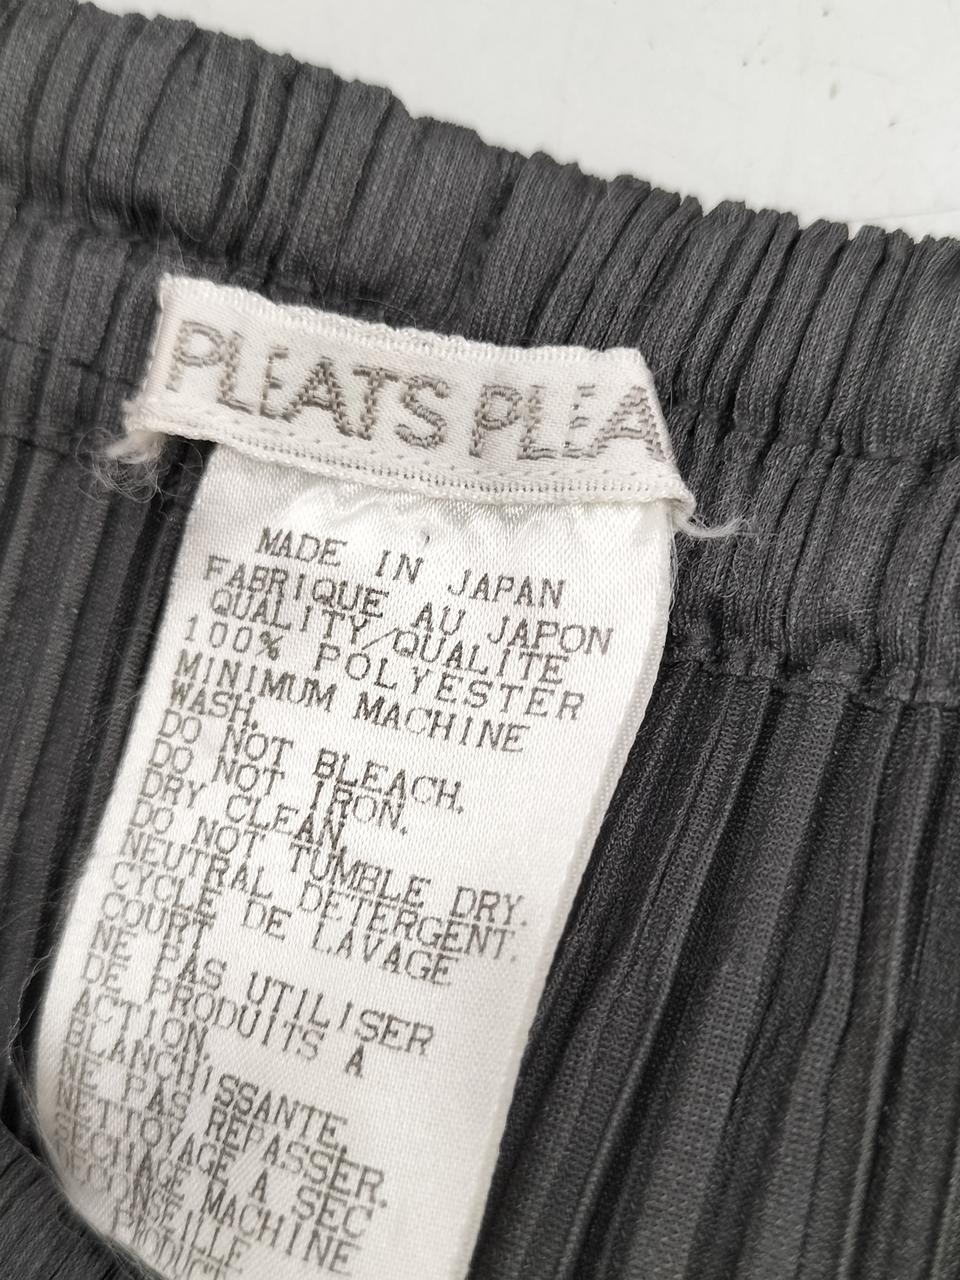 PLEATS PLEA
MADE IN JAPAN
FABRIQUE AU JAPON
QUALITY/QUALITE
100% POLYESTER
MINIMUM MACHINE
WASH.
DO NOT BLEACH.
DO NOT IRON.
DRY CLEAN
DO NOT TUMBLE DRY.
NEUTRAL DETERGENT.
CYCLE DE LAVAGE
COURT
NE PAS UTILISER
DE PRODUITS A
ACTION
BLANCHISSANTE.
NE PAS REPASSER.
NETTOYAGE A SEC
SECHAGE MACHINE